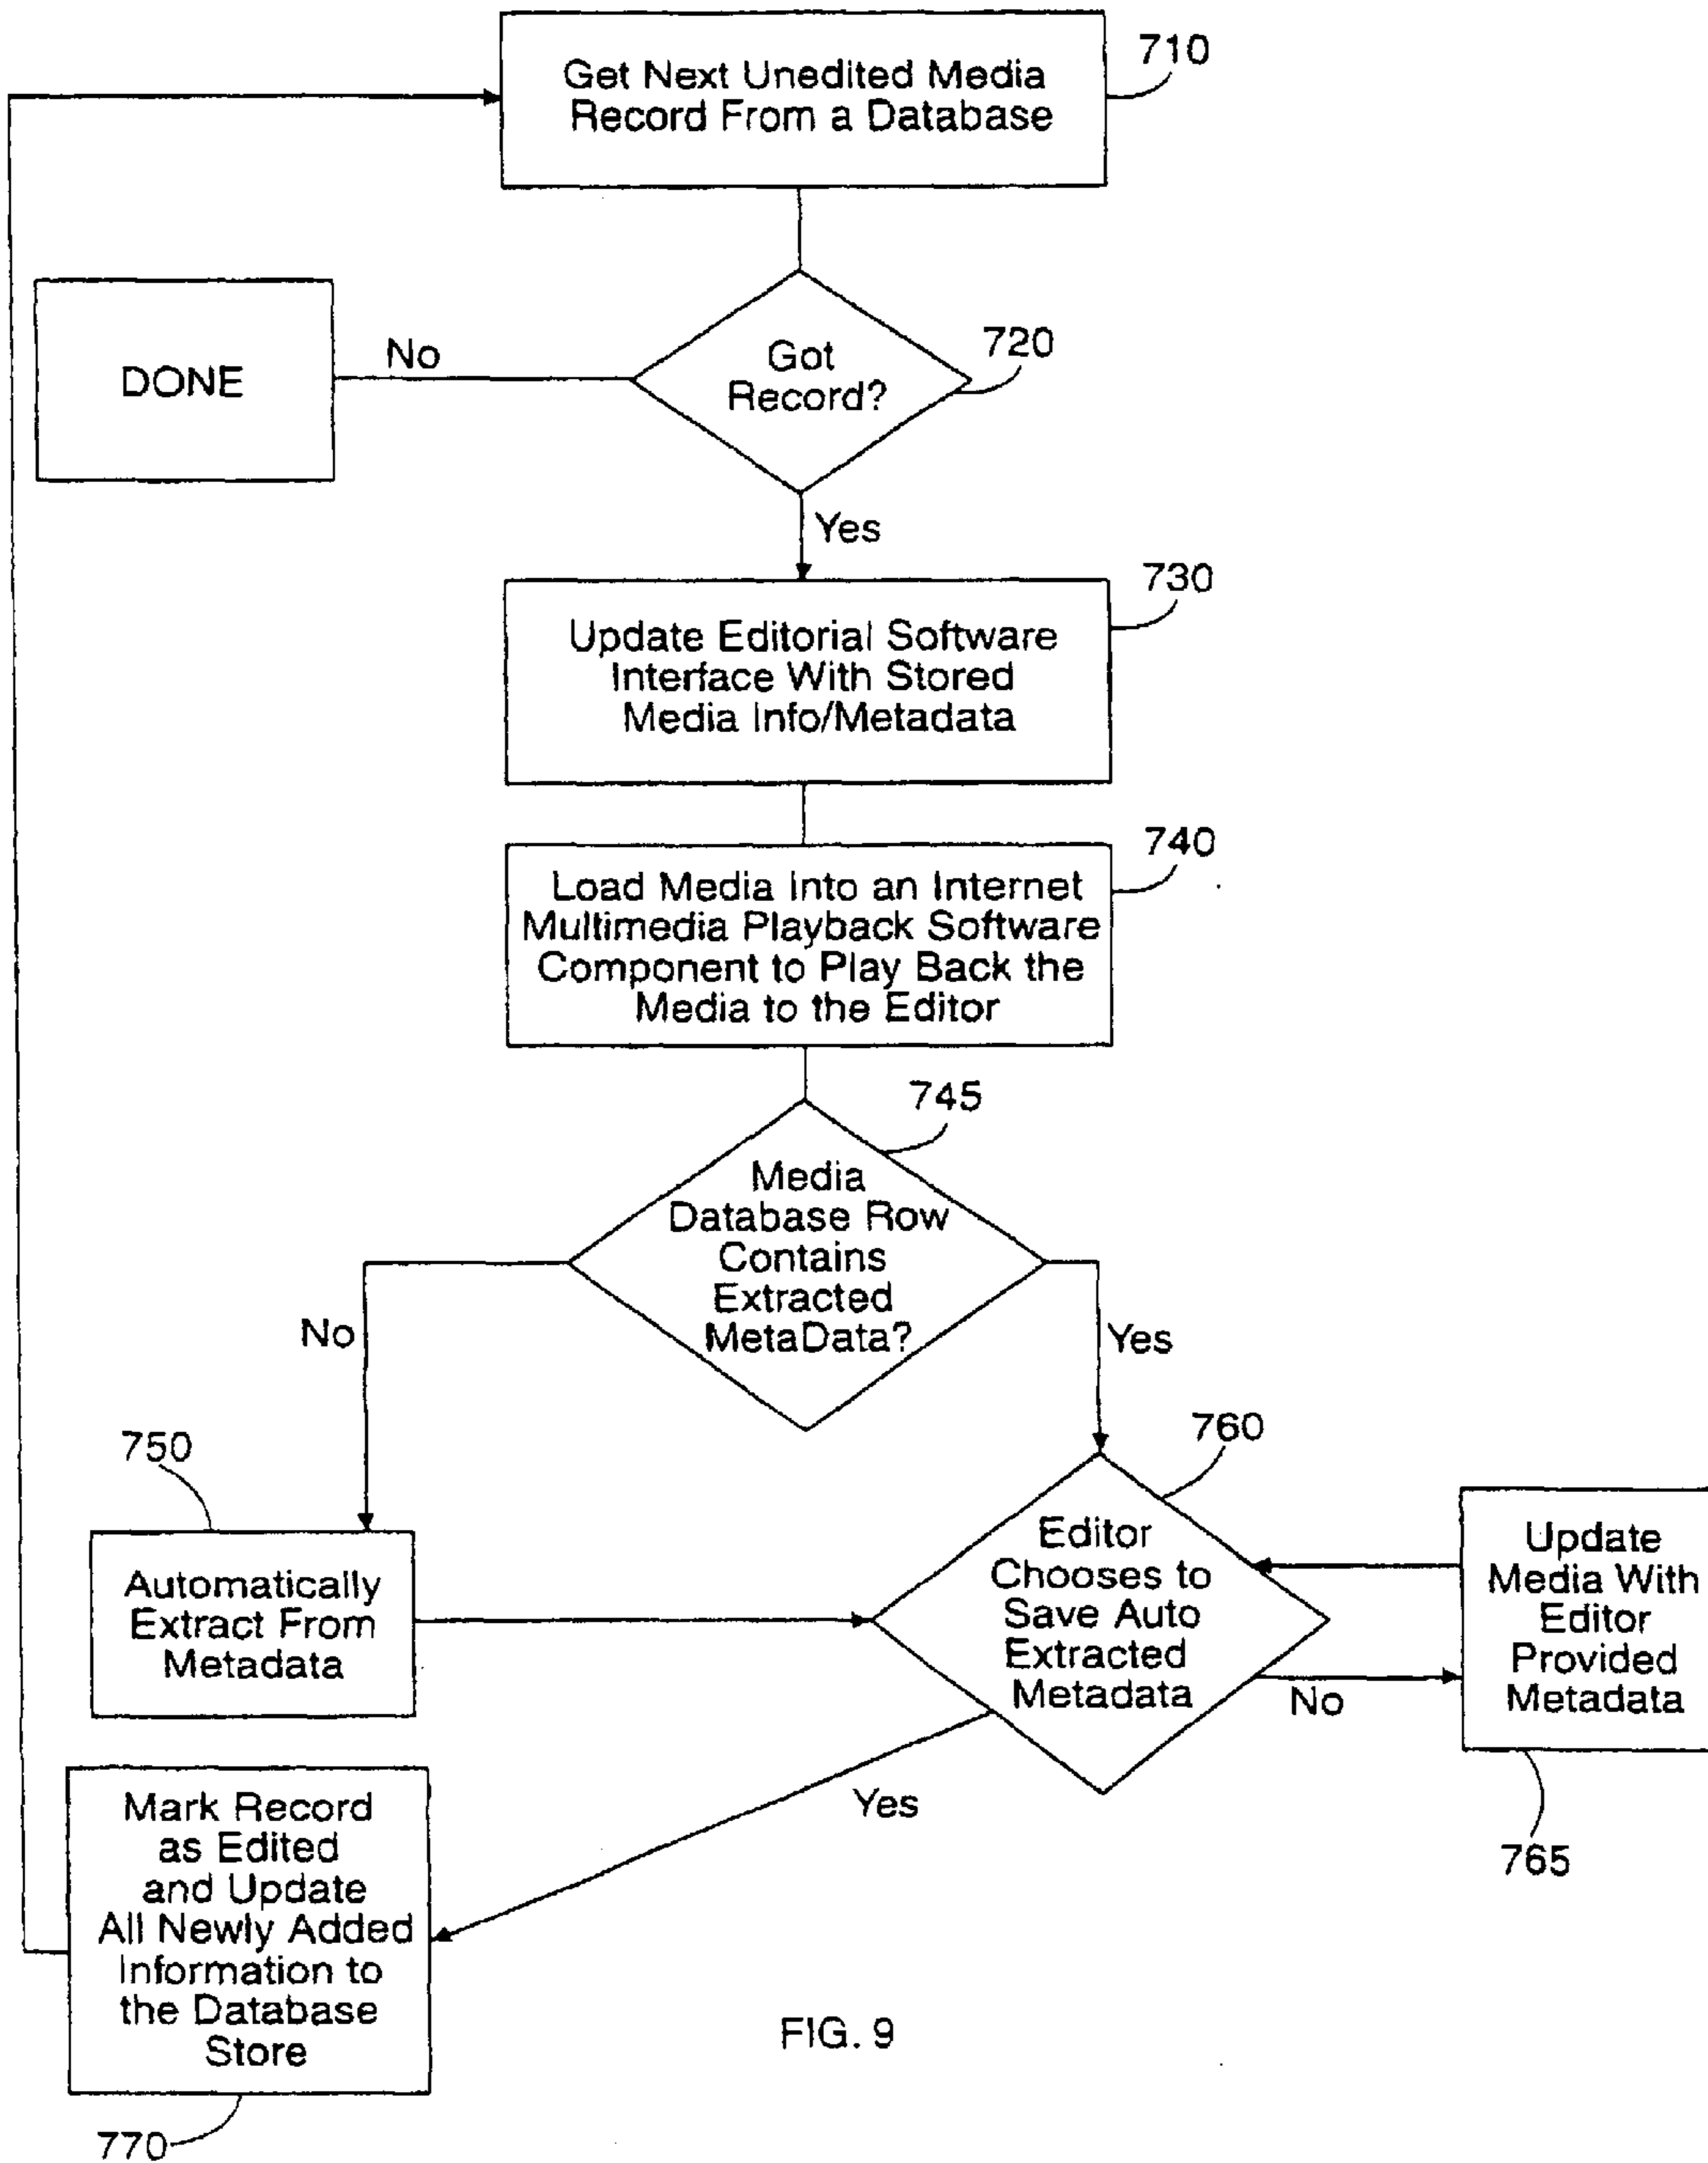 Get Next Unedited Media
Record From a Database
710
Got
Record?
720
No
DONE
Yes
730
Update Editorial Software
Interface With Stored
Media Info/Metadata
740
Load Media Into an Internet
Multimedia Playback Software
Component to Play Back the
Media to the Editor
745
Media
Database Row
Contains
Extracted
MetaData?
No
Yes
750
Automatically
Extract From
Metadata
760
Editor
Chooses to
Save Auto
Extracted
Metadata
No
Update
Media With
Editor
Provided
Metadata
765
Yes
Mark Record
as Edited
and Update
All Newly Added
Information to
the Database
Store
770
FIG. 9